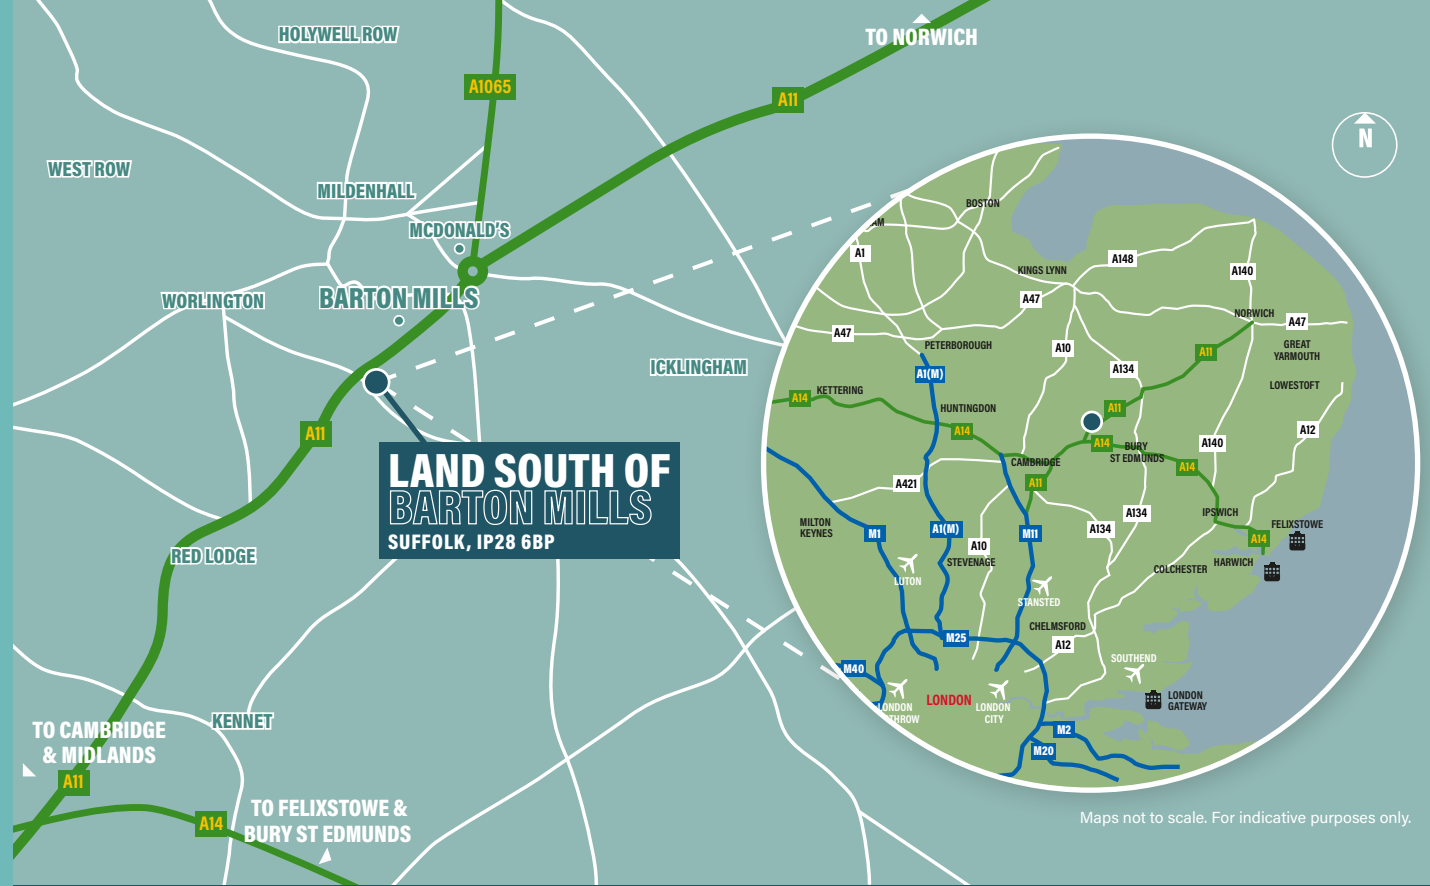 HOLYWELL ROW
TO NORWICH
A1065
A11
N
WEST ROW
MILDENHALL
MCDONALD'S
WORLINGTON
BARTON MILLS
ICKLINGHAM
A11
LAND SOUTH OF
BARTON MILLS
SUFFOLK, IP28 6BP
RED LODGE
KENNET
TO CAMBRIDGE
& MIDLANDS
A11
A14
TO FELIXSTOWE &
BURY ST EDMUNDS
BOSTON
AM
A1
A148
KINGS LYNN
A140
A47
NORWICH
A47
A47
PETERBOROUGH
A10
A11
GREAT
YARMOUTH
A1(M)
A134
LOWESTOFT
A14
KETTERING
HUNTINGDON
A11
A14
A14
BURY
ST EDMUNDS
A140
A12
CAMBRIDGE
A14
A421
A11
MILTON
KEYNES
M1
A1(M)
M11
A134
A134
IPSWICH
FELIXSTOWE
A14
A10
STEVENAGE
HARWICH
COLCHESTER
LUTON
STANSTED
CHELMSFORD
M25
A12
SOUTHEND
M40
LONDON
LONDON
CITY
LONDON
GATEWAY
LONDON
THROW
M2
M20
Maps not to scale. For indicative purposes only.